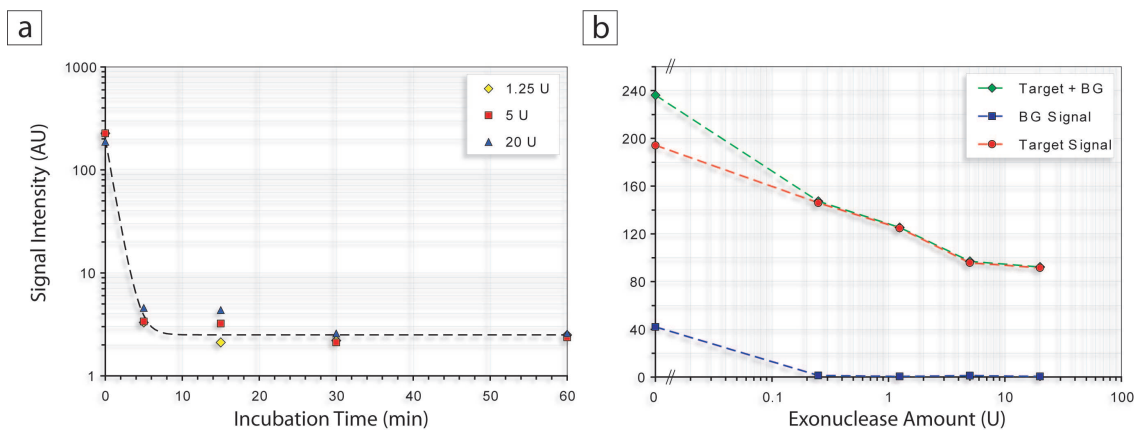 a
b
Signal Intensity (AU)
1000
100
10
1
0
10
20
30
40
50
60
Incubation Time (min)
1.25 U
5 U
20 U
240
200
160
120
80
40
0
0
0.1
1
10
100
Exonuclease Amount (U)
Target + BG
BG Signal
Target Signal